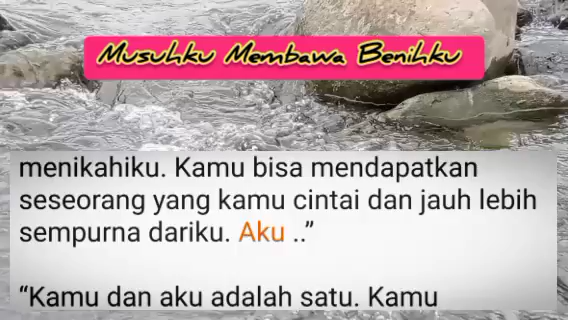 Musuhku Membawa Benihku
menikahiku. Kamu bisa mendapatkan
seseorang yang kamu cintai dan jauh lebih
sempurna dariku. Aku ..”
“Kamu dan aku adalah satu. Kamu